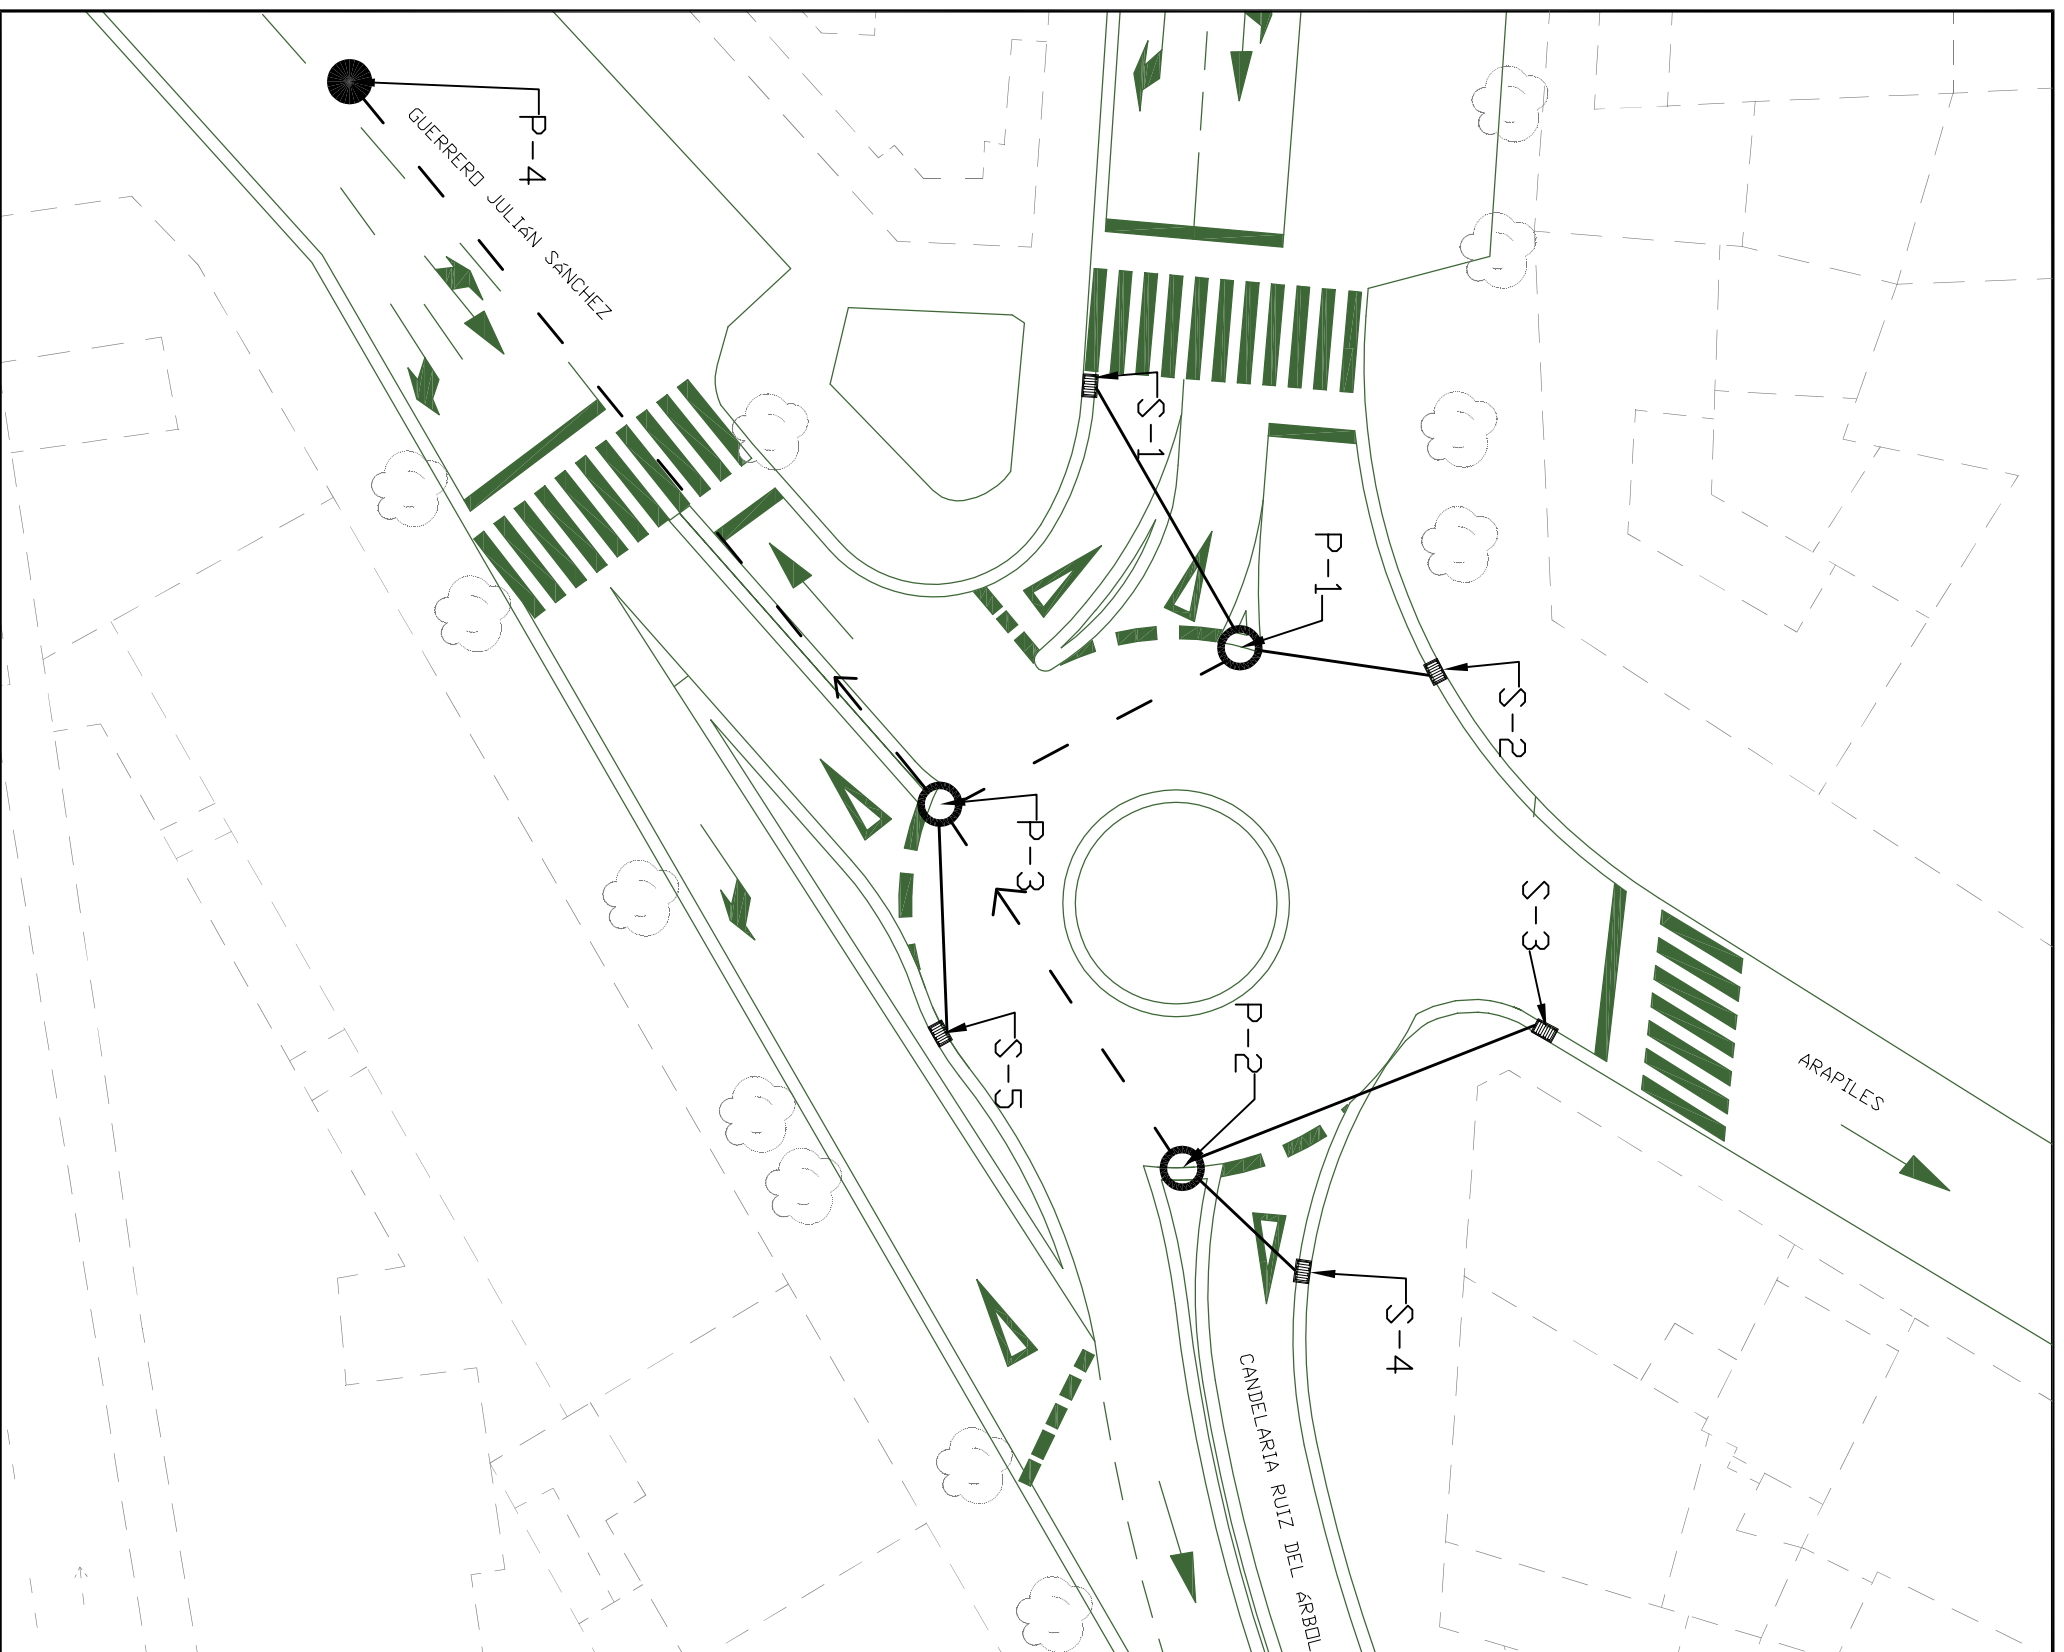 P-4
GUERRERO JULIÁN SÁNCHEZ
S-1
P-1
S-2
P-3
S-3
P-2
S-5
ARAPILES
S-4
CANDELARIA RUIZ DEL ÁRBOL